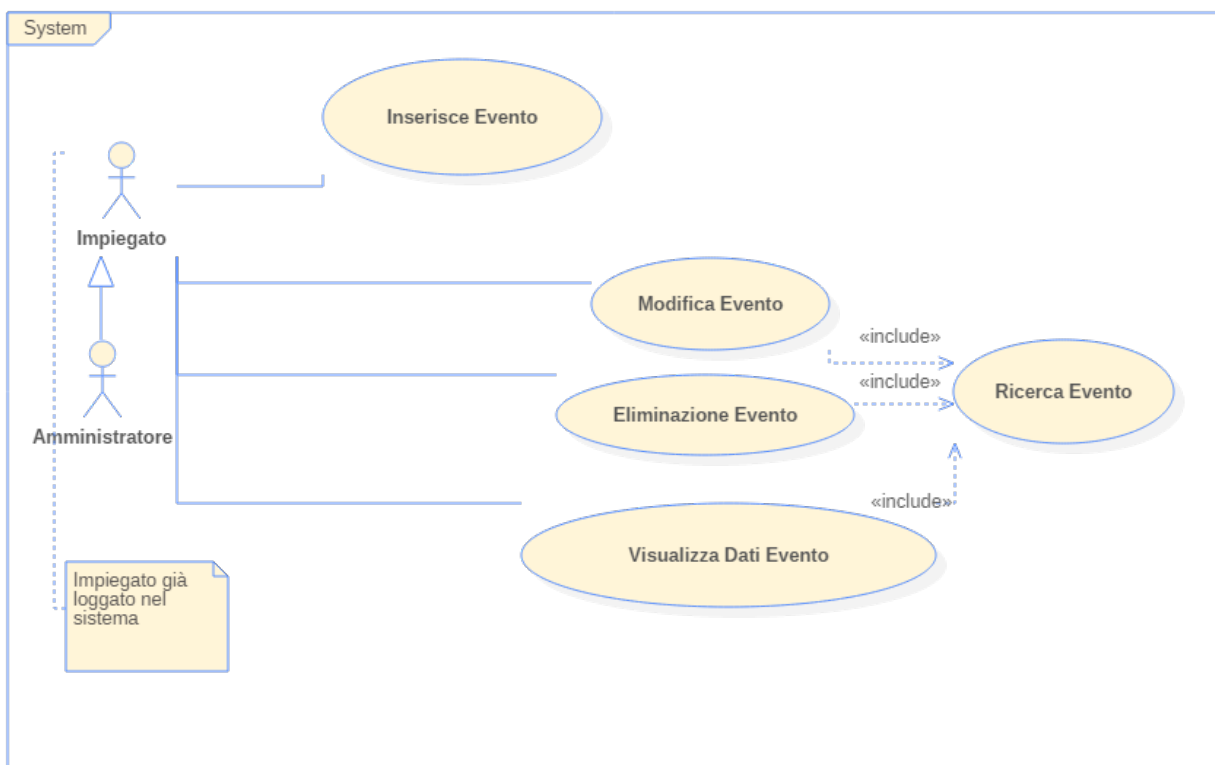 System
Inserisce Evento
Impiegato
Modifica Evento
«include»
«include»
Ricerca Evento
Eliminazione Evento
Amministratore
«include»
Visualizza Dati Evento
Impiegato già
loggato nel
sistema